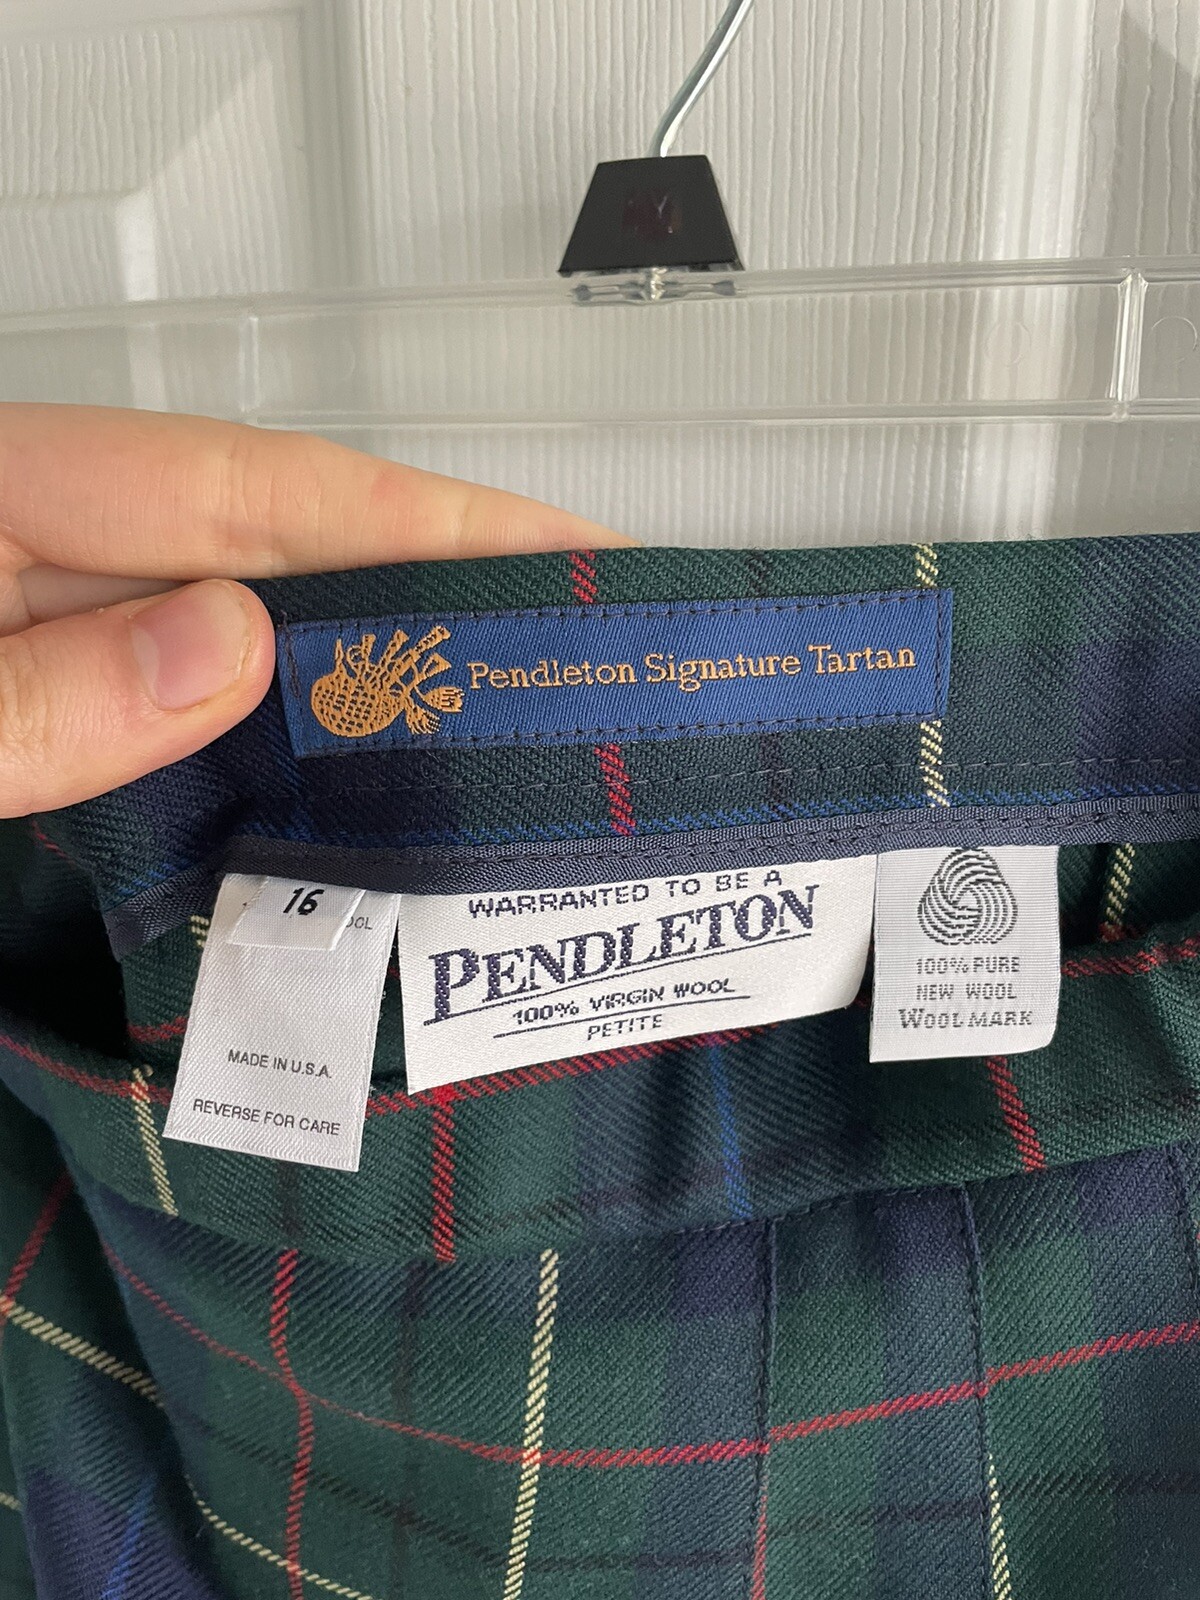 Pendleton Signature Tartan
16
MADE IN U.S.A.
REVERSE FOR CARE
WARRANTED TO BE A
PENDLETON
100% VIRGIN WOOL
PETITE
100% PURE
NEW WOOL
WOOLMARK